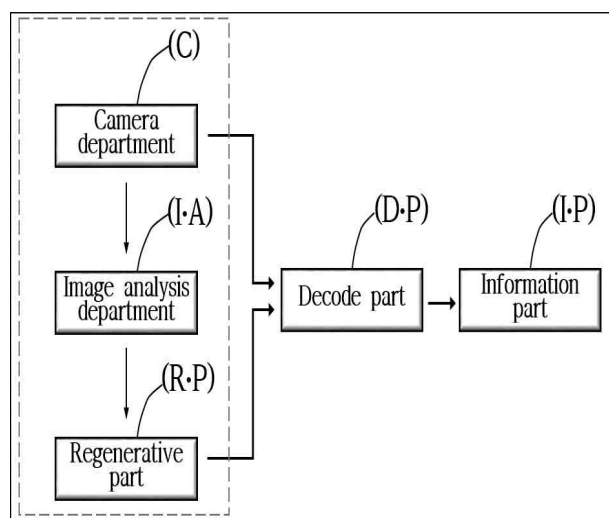 (C)
Camera
department
(I·A)
Image analysis
department
(R·P)
Regenerative
part
(D·P)
Decode part
(I·P)
Information
part